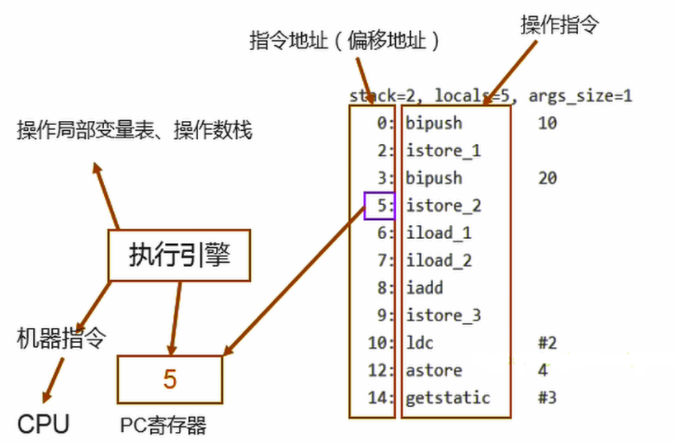 操作指令
指令地址（偏移地址）
stack=2, locals=5, args_size=1
0: bipush 10
2: istore_1
3: bipush 20
5: istore_2
6: iload_1
7: iload_2
8: iadd
9: istore_3
10: ldc #2
12: astore 4
14: getstatic #3
操作局部变量表、操作数栈
执行引擎
机器指令
5
CPU
PC寄存器